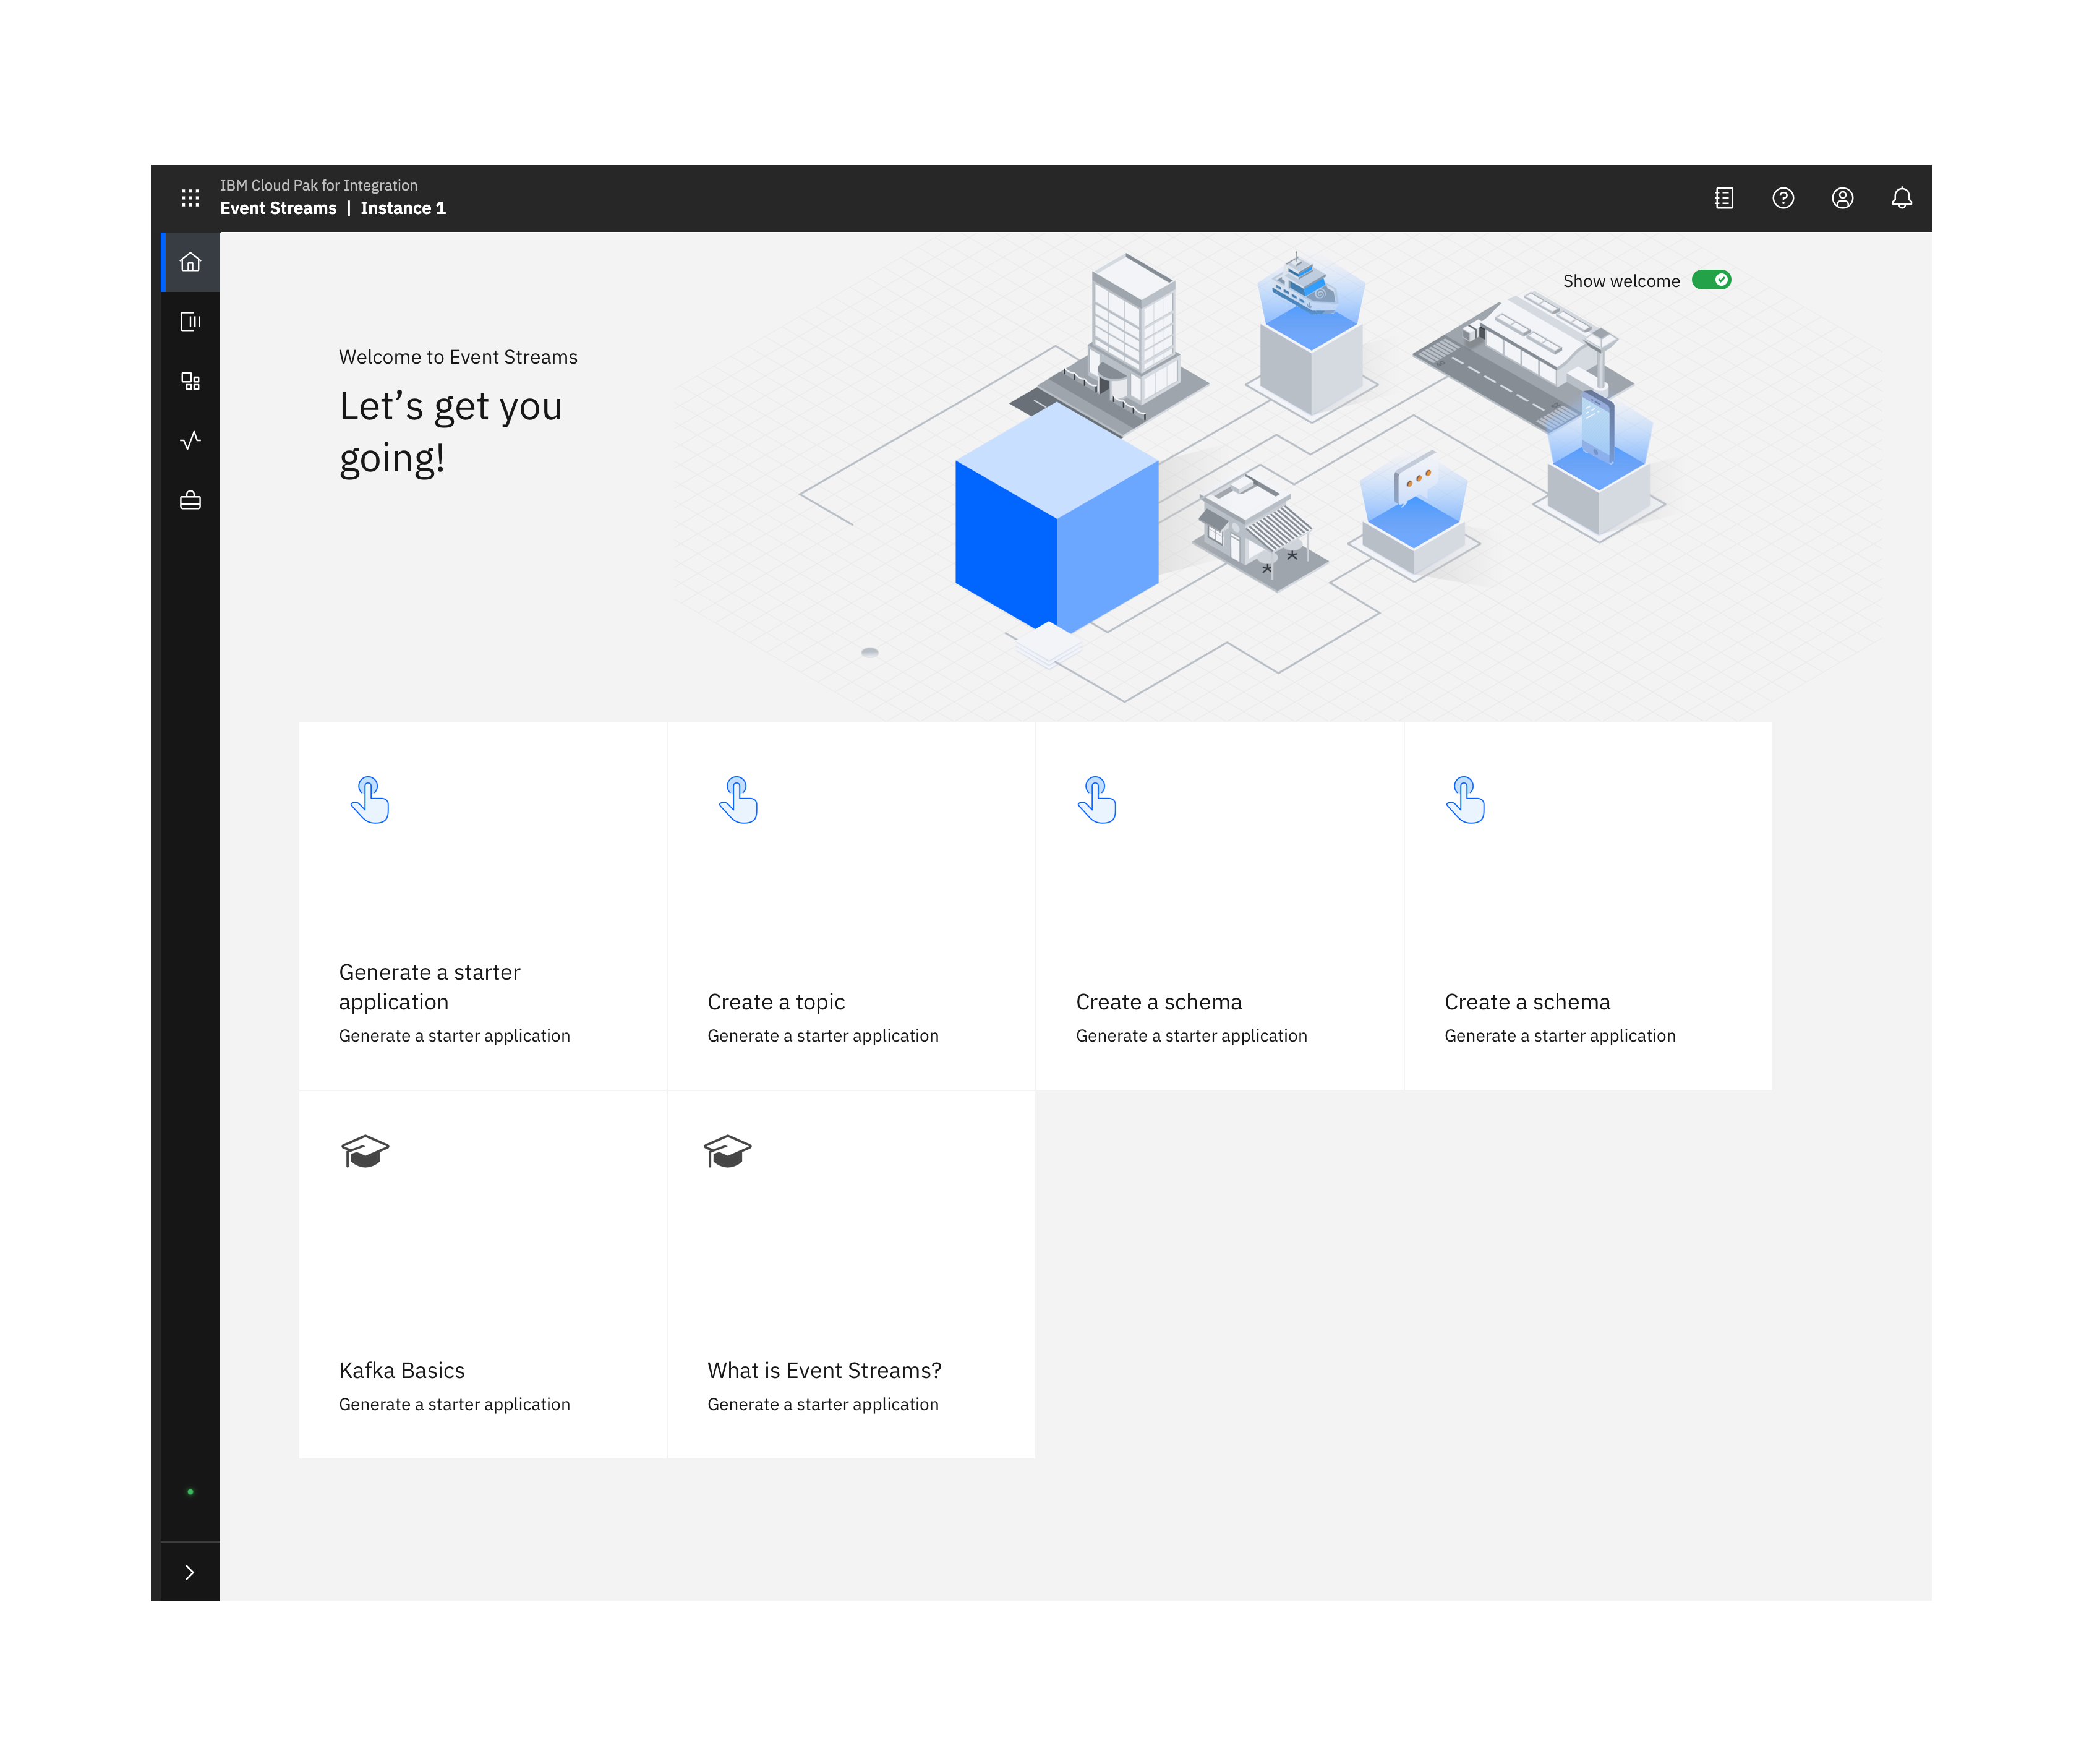 IBM Cloud Pak for Integration
Event Streams | Instance 1
Show welcome
Welcome to Event Streams
Let’s get you
going!
Generate a starter
application
Generate a starter application
Create a topic
Generate a starter application
Create a schema
Generate a starter application
Create a schema
Generate a starter application
Kafka Basics
Generate a starter application
What is Event Streams?
Generate a starter application